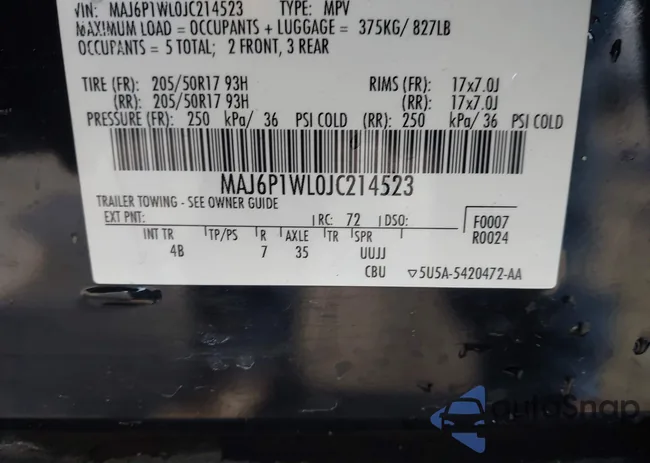 VIN: MAJ6P1WL0JC214523 TYPE: MPV
MAXIMUM LOAD = OCCUPANTS + LUGGAGE = 375KG/ 827LB
OCCUPANTS = 5 TOTAL; 2 FRONT, 3 REAR
TIRE (FR): 205/50R17 93H RIMS (FR): 17x7.0J
(RR): 205/50R17 93H (RR): 17x7.0J
PRESSURE (FR): 250 kPa/ 36 PSI COLD (RR): 250 kPa/ 36 PSI COLD
MAJ6P1WL0JC214523
TRAILER TOWING - SEE OWNER GUIDE
EXT PNT: RC: 72 DSO: F0007
R0024
INT TR TP/PS R AXLE TR SPR
4B 7 35 UUJJ
CBU ▽5U5A-5420472-AA
autoSnap